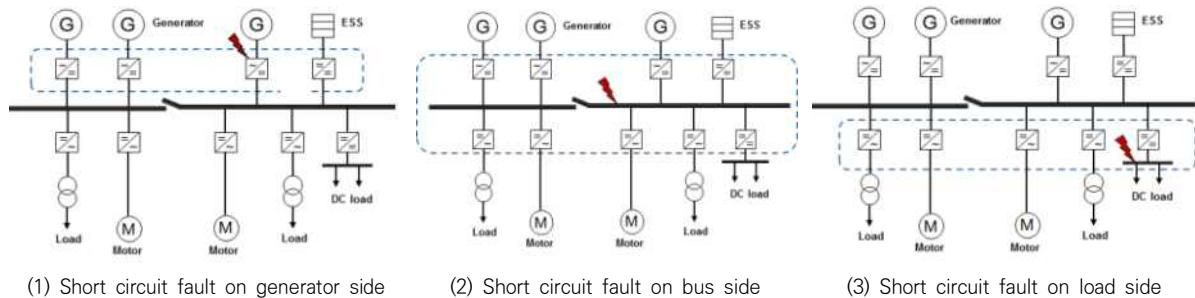 G G Generator G ESS
DC load
Load Motor Motor Load
M M
(1) Short circuit fault on generator side
G G Generator G ESS
DC load
Load Motor Motor Load
M M
(2) Short circuit fault on bus side
G G Generator G ESS
DC load
Load Motor Motor Load
M M
(3) Short circuit fault on load side